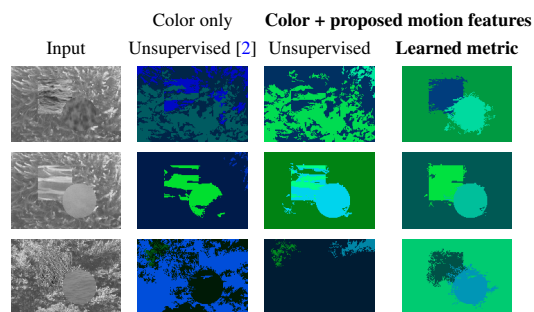 Color only Color + proposed motion features
Input Unsupervised [2] Unsupervised Learned metric